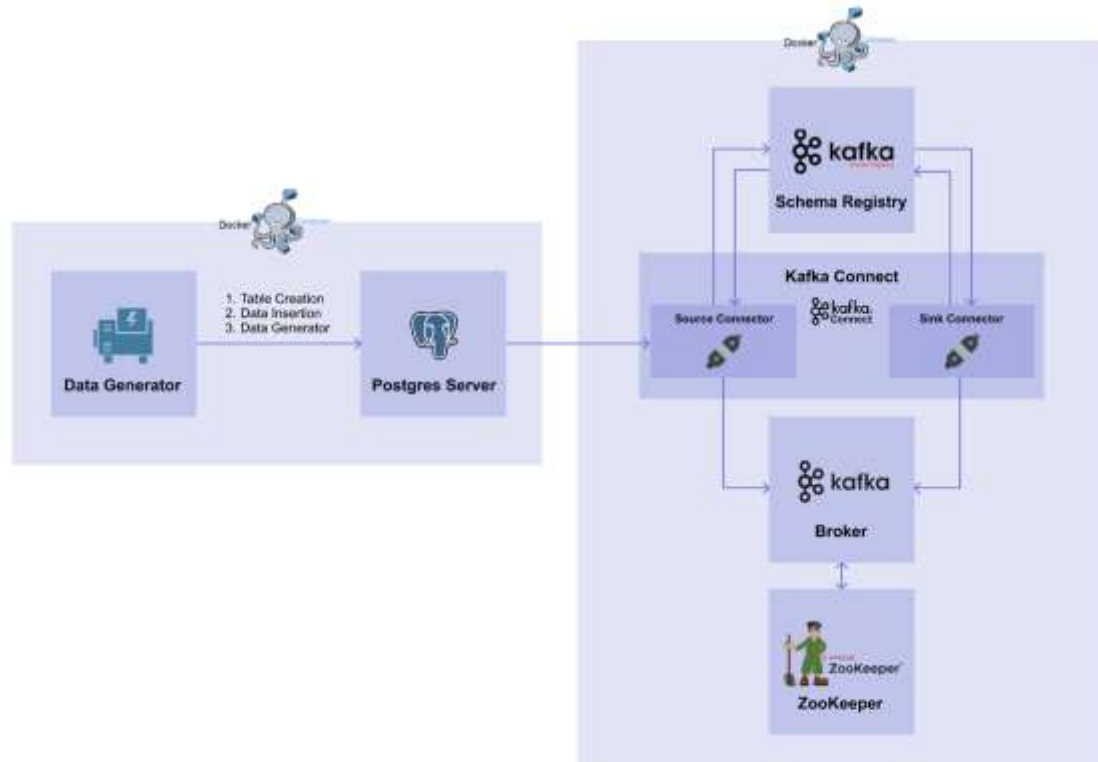 Docker
kafka
Schema Registry
Docker
Kafka Connect
1. Table Creation
2. Data Insertion
3. Data Generator
Source Connector
kafka
Connect
Sink Connector
Data Generator
Postgres Server
kafka
Broker
ZooKeeper
ZooKeeper